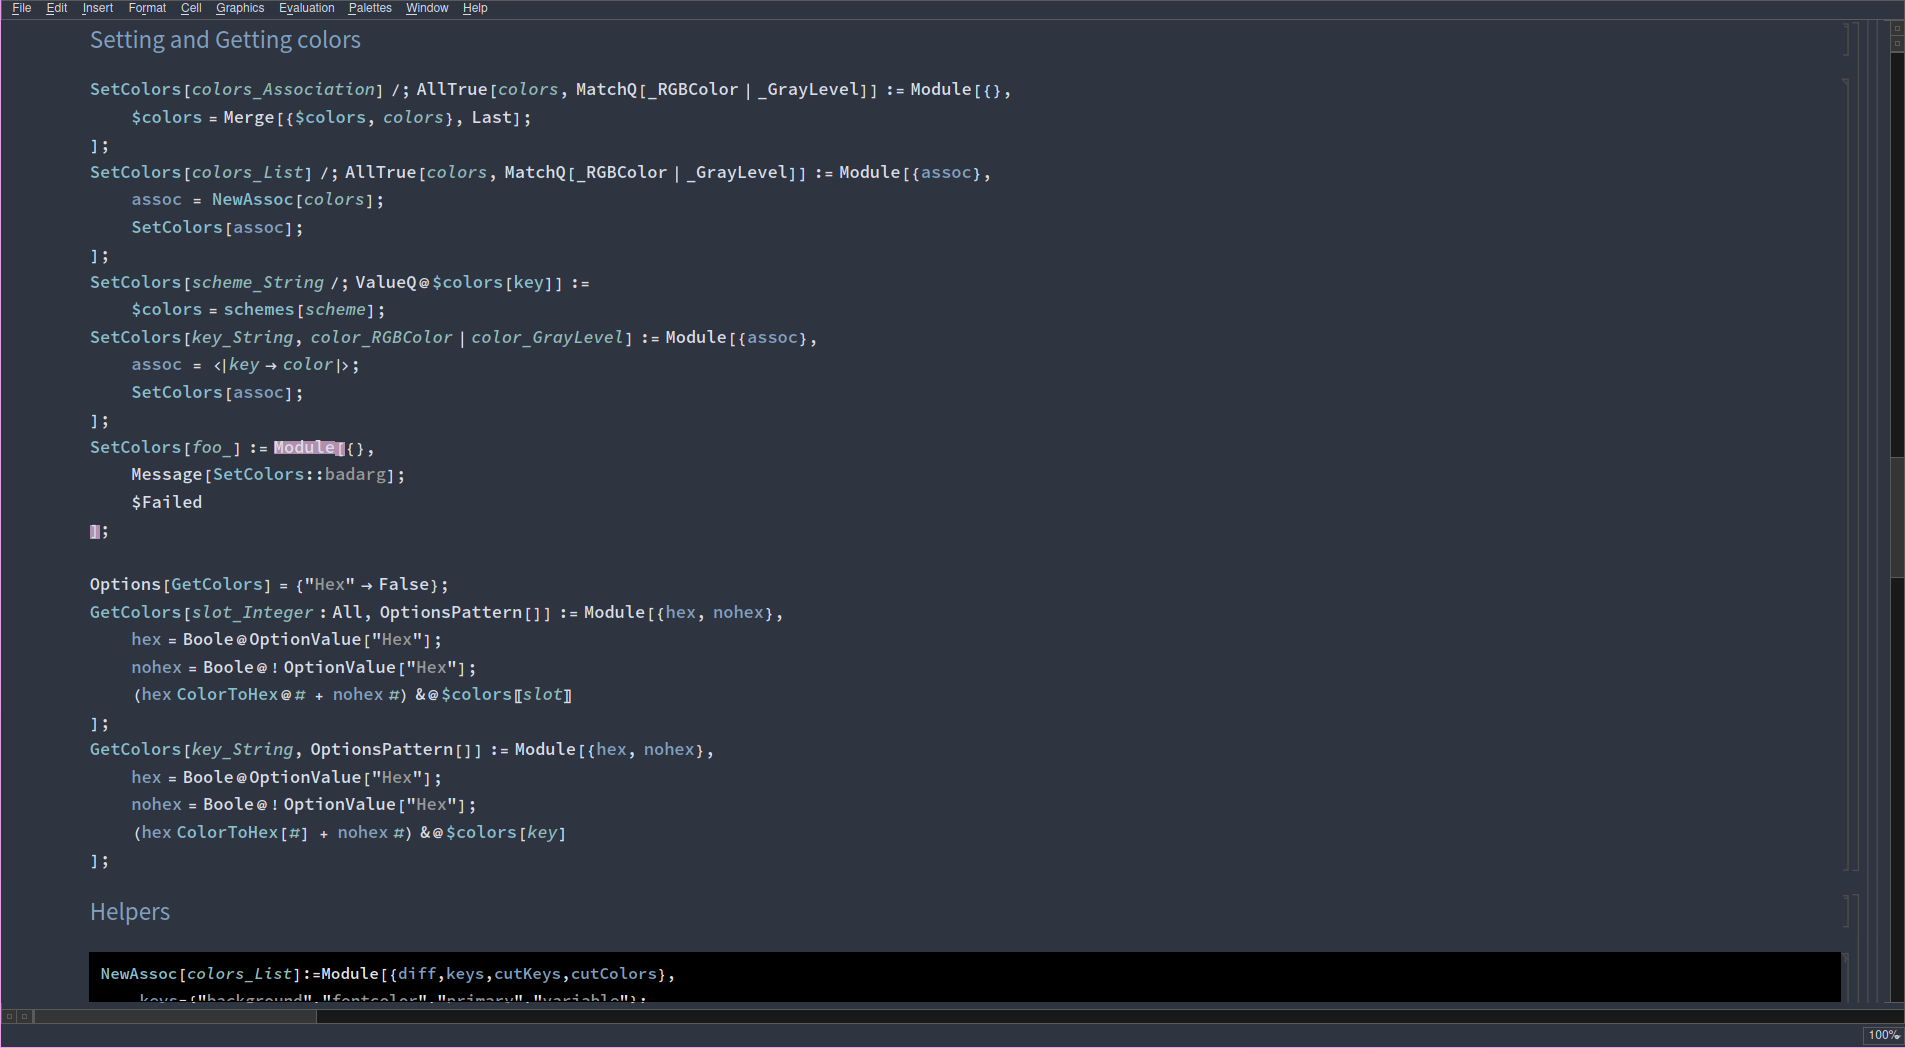 File Edit Insert Format Cell Graphics Evaluation Palettes Window Help
Setting and Getting colors
SetColors[colors_Association] /; AllTrue[colors, MatchQ[_RGBColor | _GrayLevel]] := Module[{},
$colors = Merge[{$colors, colors}, Last];
];
SetColors[colors_List] /; AllTrue[colors, MatchQ[_RGBColor | _GrayLevel]] := Module[{assoc},
assoc = NewAssoc[colors];
SetColors[assoc];
];
SetColors[scheme_String /; ValueQ@$colors[key]] :=
$colors = schemes[scheme];
SetColors[key_String, color_RGBColor | color_GrayLevel] := Module[{assoc},
assoc = <|key → color|>;
SetColors[assoc];
];
SetColors[foo_] := Module[{},
Message[SetColors::badarg];
$Failed
];
Options[GetColors] = {"Hex" → False};
GetColors[slot_Integer : All, OptionsPattern[]] := Module[{hex, nohex},
hex = Boole@OptionValue["Hex"];
nohex = Boole@!OptionValue["Hex"];
(hex ColorToHex@# + nohex #) &@$colors〚slot〛
];
GetColors[key_String, OptionsPattern[]] := Module[{hex, nohex},
hex = Boole@OptionValue["Hex"];
nohex = Boole@!OptionValue["Hex"];
(hex ColorToHex[#] + nohex #) &@$colors[key]
];
Helpers
NewAssoc[colors_List]:=Module[{diff,keys,cutKeys,cutColors},
keys={"background","fontcolor","primary","variable"};
100%